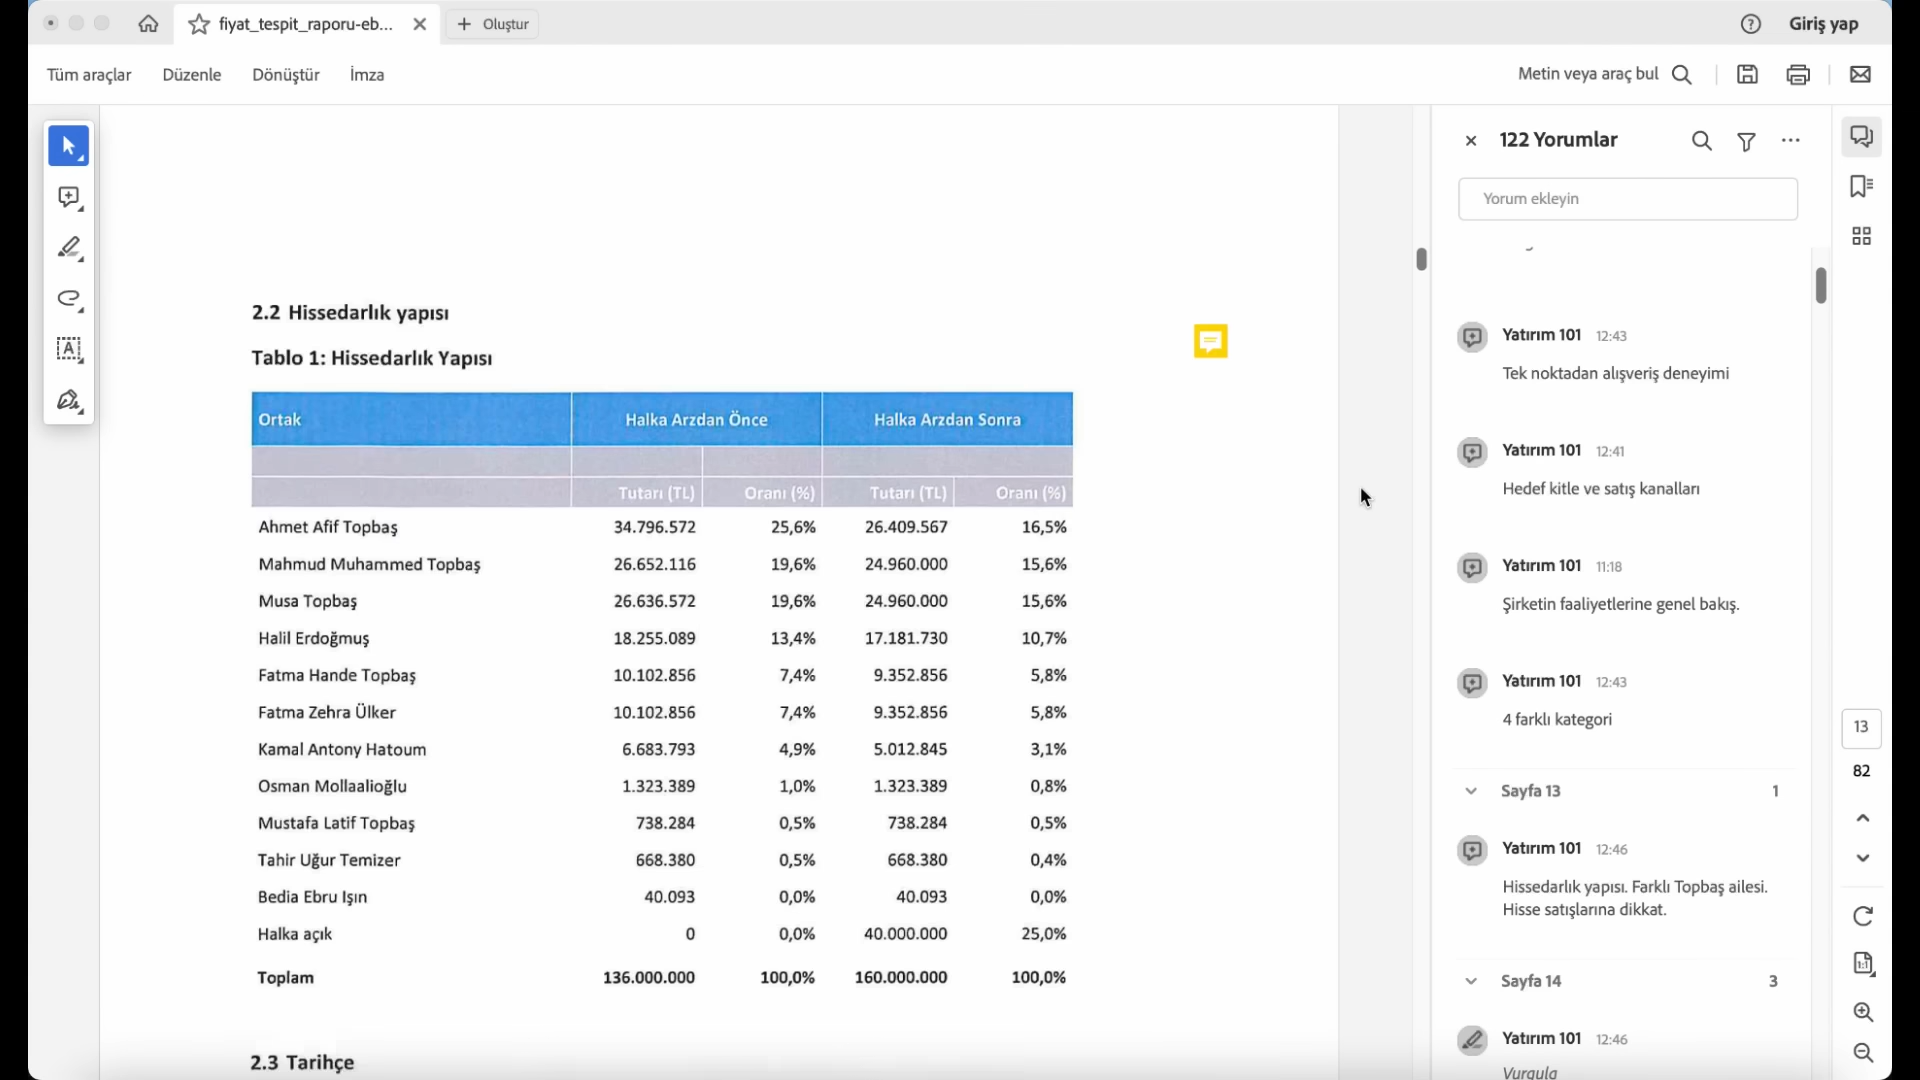 fiyat_tespit_raporu-eb...
Oluştur
Giriş yap
Tüm araçlar Düzenle Dönüştür İmza
Metin veya araç bul
2.2 Hissedarlık yapısı
Tablo 1: Hissedarlık Yapısı
Ortak Halka Arzdan Önce Halka Arzdan Sonra
Tutarı (TL) Oranı (%) Tutarı (TL) Oranı (%)
Ahmet Afif Topbaş 34.796.572 25,6% 26.409.567 16,5%
Mahmud Muhammed Topbaş 26.652.116 19,6% 24.960.000 15,6%
Musa Topbaş 26.636.572 19,6% 24.960.000 15,6%
Halil Erdoğmuş 18.255.089 13,4% 17.181.730 10,7%
Fatma Hande Topbaş 10.102.856 7,4% 9.352.856 5,8%
Fatma Zehra Ülker 10.102.856 7,4% 9.352.856 5,8%
Kamal Antony Hatoum 6.683.793 4,9% 5.012.845 3,1%
Osman Mollaalioğlu 1.323.389 1,0% 1.323.389 0,8%
Mustafa Latif Topbaş 738.284 0,5% 738.284 0,5%
Tahir Uğur Temizer 668.380 0,5% 668.380 0,4%
Bedia Ebru Işın 40.093 0,0% 40.093 0,0%
Halka açık 0 0,0% 40.000.000 25,0%
Toplam 136.000.000 100,0% 160.000.000 100,0%
2.3 Tarihçe
122 Yorumlar
Yorum ekleyin
Yatırım 101 12:43
Tek noktadan alışveriş deneyimi
Yatırım 101 12:41
Hedef kitle ve satış kanalları
Yatırım 101 11:18
Şirketin faaliyetlerine genel bakış.
Yatırım 101 12:43
4 farklı kategori
Sayfa 13 1
Yatırım 101 12:46
Hissedarlık yapısı. Farklı Topbaş ailesi.
Hisse satışlarına dikkat.
Sayfa 14 3
Yatırım 101 12:46
Vurgula
13
82